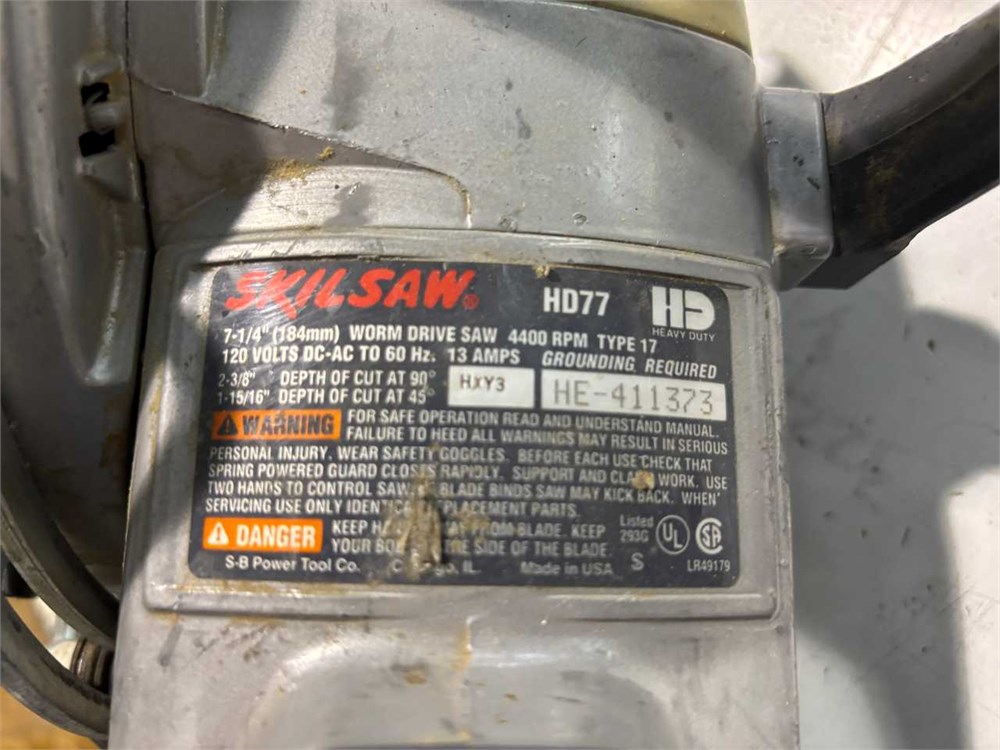 SKILSAW® HD77 HD
HEAVY DUTY
7-1/4" (184mm) WORM DRIVE SAW 4400 RPM TYPE 17
120 VOLTS DC-AC TO 60 Hz. 13 AMPS GROUNDING REQUIRED
2-3/8" DEPTH OF CUT AT 90° HXY3 HE-411373
1-15/16" DEPTH OF CUT AT 45°
WARNING FOR SAFE OPERATION READ AND UNDERSTAND MANUAL.
FAILURE TO HEED ALL WARNINGS MAY RESULT IN SERIOUS
PERSONAL INJURY. WEAR SAFETY GOGGLES. BEFORE EACH USE CHECK THAT
SPRING POWERED GUARD CLOSES RAPIDLY. SUPPORT AND CLAMP WORK. USE
TWO HANDS TO CONTROL SAW. BLADE BINDS SAW MAY KICK BACK. WHEN
SERVICING USE ONLY IDENTICAL REPLACEMENT PARTS.
DANGER KEEP FROM BLADE. KEEP
YOUR SIDE OF THE BLADE.
Listed
293G UL SA
S-B Power Tool Co. Chicago, IL. Made in USA S LR49179